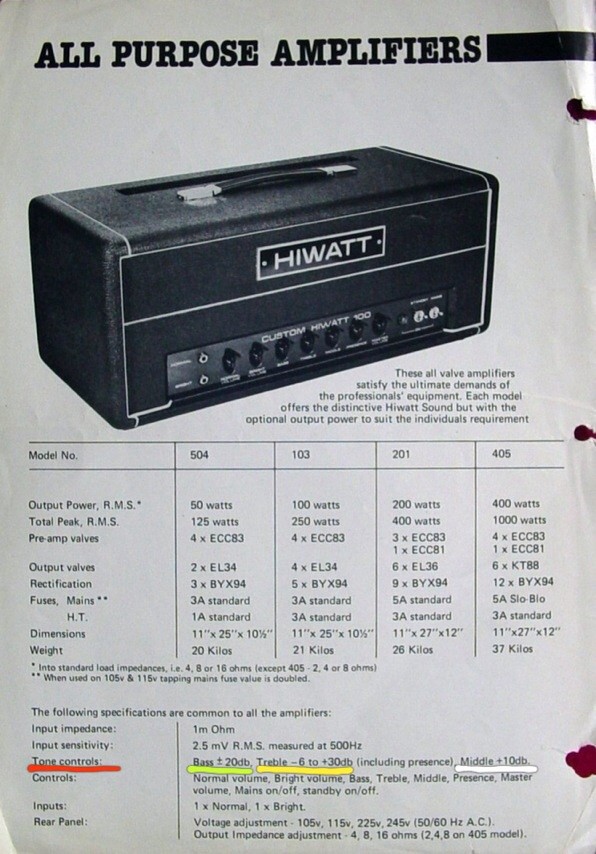 ALL PURPOSE AMPLIFIERS
HIWATT
CUSTOM HIWATT 100
These all valve amplifiers
satisfy the ultimate demands of
the professionals' equipment. Each model
offers the distinctive Hiwatt Sound but with the
optional output power to suit the individuals requirement
Model No. 504 103 201 405
Output Power, R.M.S.* 50 watts 100 watts 200 watts 400 watts
Total Peak, R.M.S. 125 watts 250 watts 400 watts 1000 watts
Pre-amp valves 4 x ECC83 4 x ECC83 3 x ECC83 4 x ECC83
1 x ECC81 1 x ECC81
Output valves 2 x EL34 4 x EL34 6 x EL36 6 x KT88
Rectification 3 x BYX94 5 x BYX94 9 x BYX94 12 x BYX94
Fuses, Mains ** 3A standard 3A standard 5A standard 5A Slo-Blo
H.T. 1A standard 3A standard 3A standard 3A standard
Dimensions 11"x 25"x 10½" 11"x 25"x 10½" 11"x 27"x12" 11"x27"x12"
Weight 20 Kilos 21 Kilos 26 Kilos 37 Kilos
* Into standard load impedances, i.e. 4, 8 or 16 ohms (except 405 - 2, 4 or 8 ohms)
** When used on 105v & 115v tapping mains fuse value is doubled.
The following specifications are common to all the amplifiers:
Input impedance: 1m Ohm
Input sensitivity: 2.5 mV R.M.S. measured at 500Hz
Tone controls: Bass ± 20db, Treble –6 to +30db (including presence), Middle +10db.
Controls: Normal volume, Bright volume, Bass, Treble, Middle, Presence, Master
volume, Mains on/off, standby on/off.
Inputs: 1 x Normal, 1 x Bright.
Rear Panel: Voltage adjustment - 105v, 115v, 225v, 245v (50/60 Hz A.C.).
Output Impedance adjustment - 4, 8, 16 ohms (2,4,8 on 405 model).